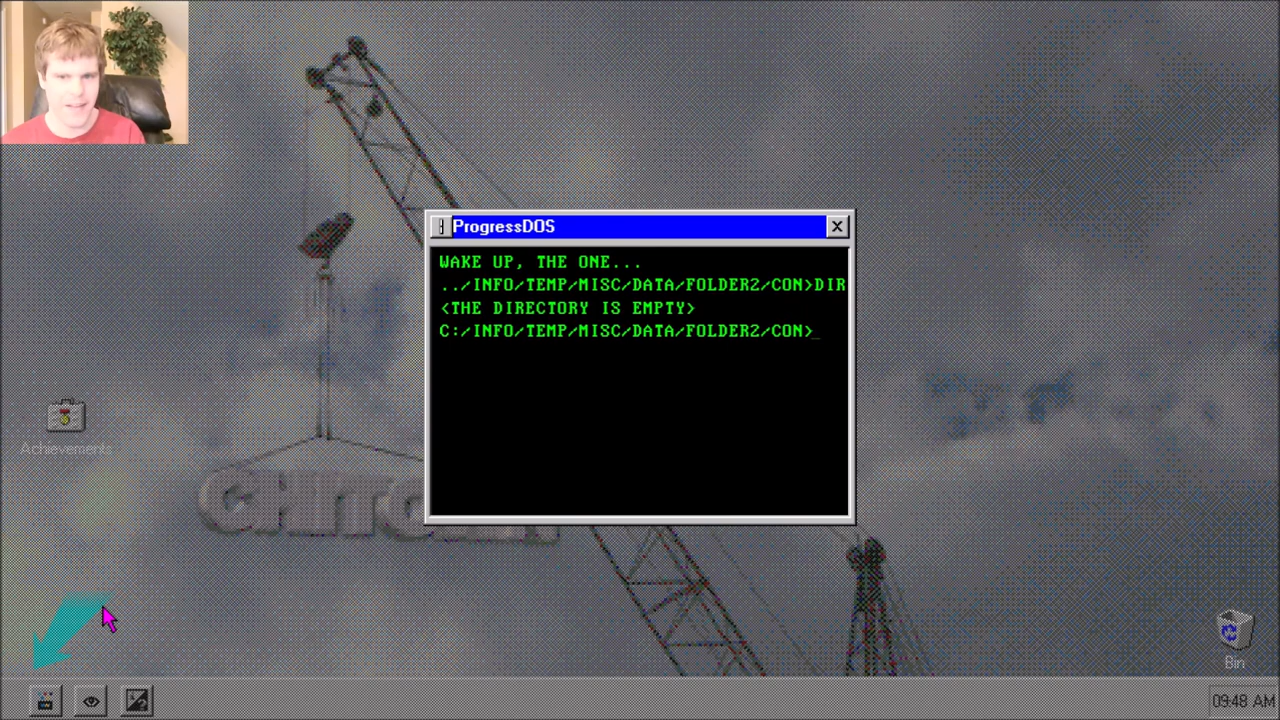 ProgressDOS
WAKE UP, THE ONE...
../INFO/TEMP/MISC/DATA/FOLDER2/CON>DIR
<THE DIRECTORY IS EMPTY>
C:/INFO/TEMP/MISC/DATA/FOLDER2/CON>_
Achievements
Bin
09:48 AM